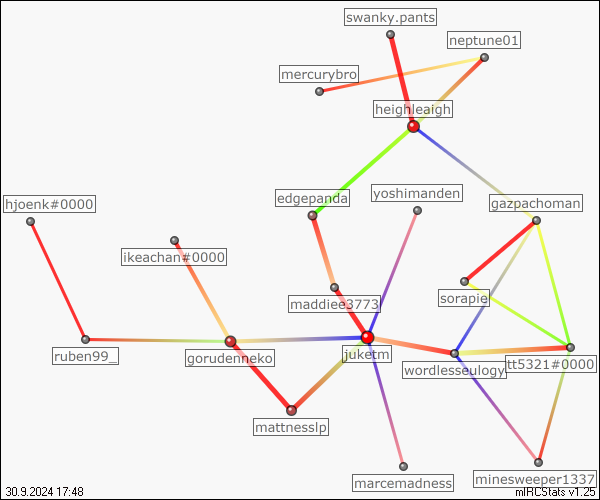 swanky.pants
neptune01
mercurybro
heighleaigh
edgepanda
yoshimanden
hjoenk#0000
gazpachoman
ikeachan#0000
maddiee3773
sorapie
ruben99_
gorudenneko
juketm
wordlesseulogy
tt5321#0000
mattnesslp
marcemadness
minesweeper1337
30.9.2024 17:48
mIRCStats v1.25